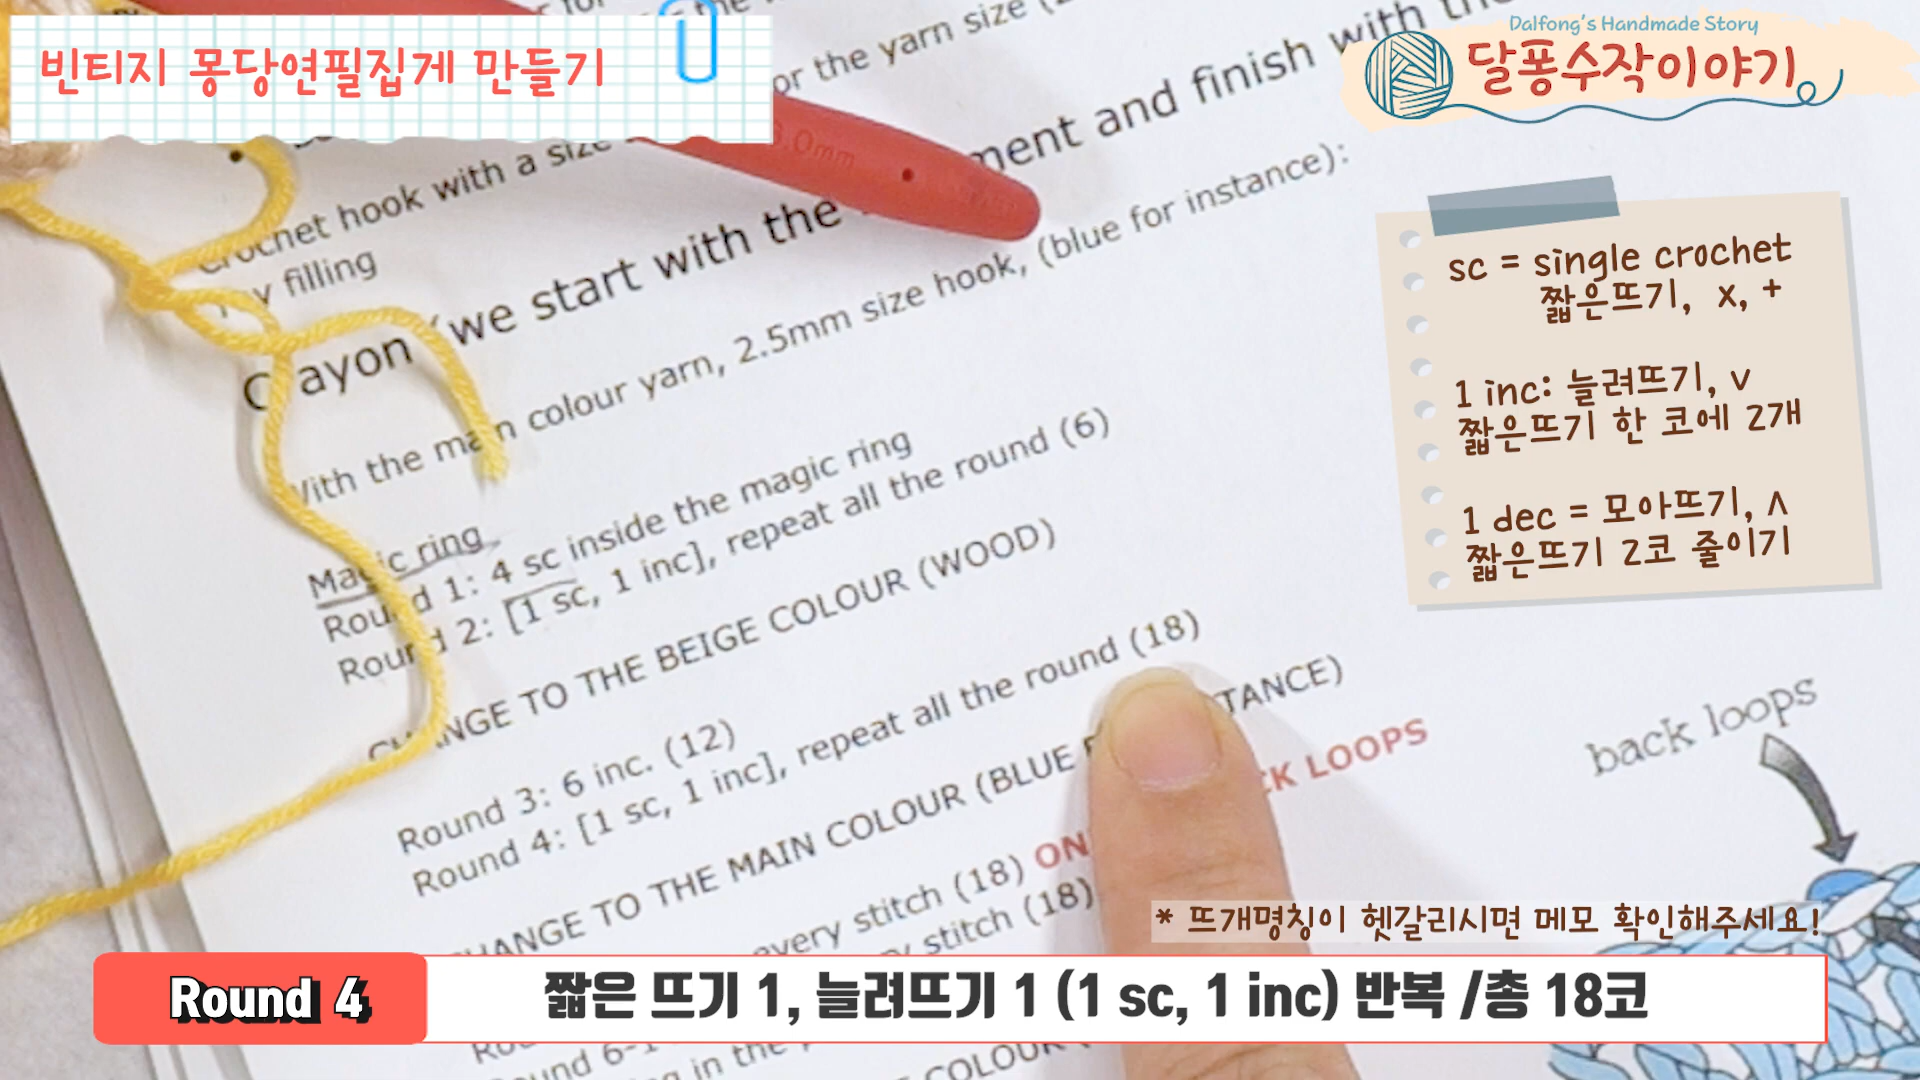 빈티지 몽당연필집게 만들기
Dalfong's Handmade Story
달퐁수작이야기
or the yarn size
crochet hook with a size
filling
Crayon (we start with the
ment and finish with
With the main colour yarn, 2.5mm size hook, (blue for instance):
Magic ring
Round 1: 4 sc inside the magic ring
Round 2: [1 sc, 1 inc], repeat all the round (6)
CHANGE TO THE BEIGE COLOUR (WOOD)
Round 3: 6 inc. (12)
Round 4: [1 sc, 1 inc], repeat all the round (18)
CHANGE TO THE MAIN COLOUR (BLUE F TANCE)
every stitch (18) ON CK LOOPS
stitch (18)
sc = single crochet
짧은뜨기, x, +
1 inc: 늘려뜨기, v
짧은뜨기 한 코에 2개
1 dec = 모아뜨기, ʌ
짧은뜨기 2코 줄이기
back loops
* 뜨개명칭이 헷갈리시면 메모 확인해주세요!
Round 4
짧은 뜨기 1, 늘려뜨기 1 (1 sc, 1 inc) 반복 /총 18코
in the
COLOUR